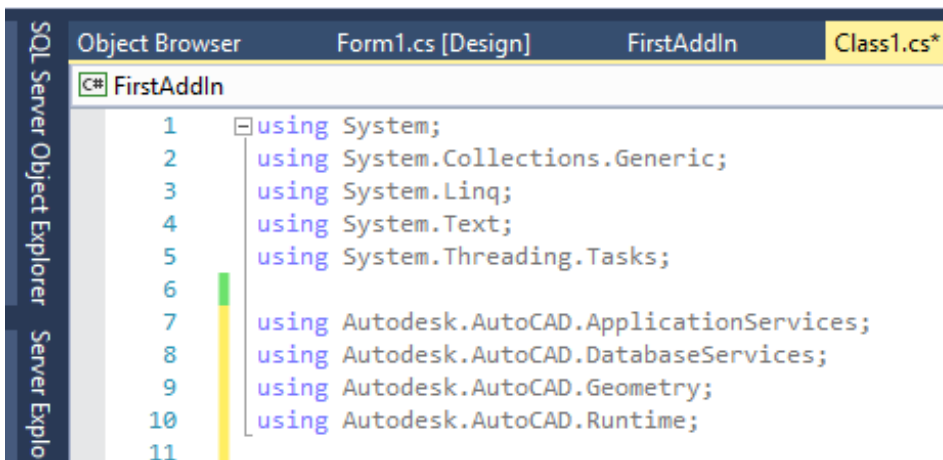 SQL Server Object Explorer
Server Explo
Object Browser Form1.cs [Design] FirstAddIn Class1.cs*
C# FirstAddIn
1 using System;
2 using System.Collections.Generic;
3 using System.Linq;
4 using System.Text;
5 using System.Threading.Tasks;
6
7 using Autodesk.AutoCAD.ApplicationServices;
8 using Autodesk.AutoCAD.DatabaseServices;
9 using Autodesk.AutoCAD.Geometry;
10 using Autodesk.AutoCAD.Runtime;
11